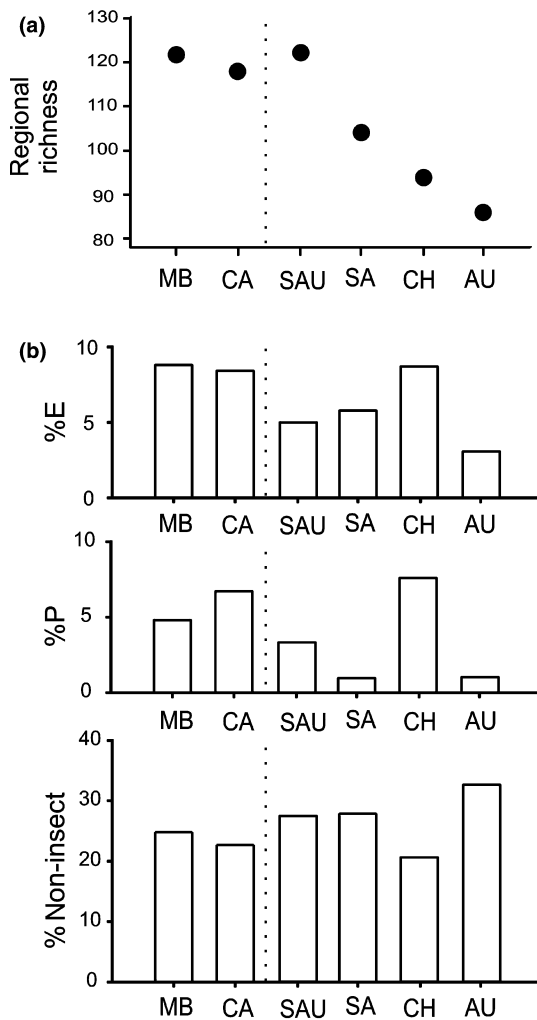 (a)
Regional richness
130
120
110
100
90
80
MB CA SAU SA CH AU
(b)
%E
10
5
0
MB CA SAU SA CH AU
%P
10
5
0
MB CA SAU SA CH AU
% Non-insect
40
30
20
10
0
MB CA SAU SA CH AU